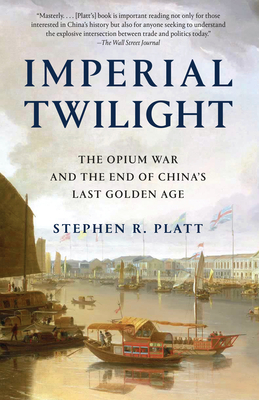 "Masterly. . . . [Platt's] book is important reading not only for those
interested in China's history but also for anyone seeking to understand
the explosive intersection between trade and politics today."
—The Wall Street Journal
IMPERIAL
TWILIGHT
THE OPIUM WAR
AND THE END OF CHINA'S
LAST GOLDEN AGE
STEPHEN R. PLATT